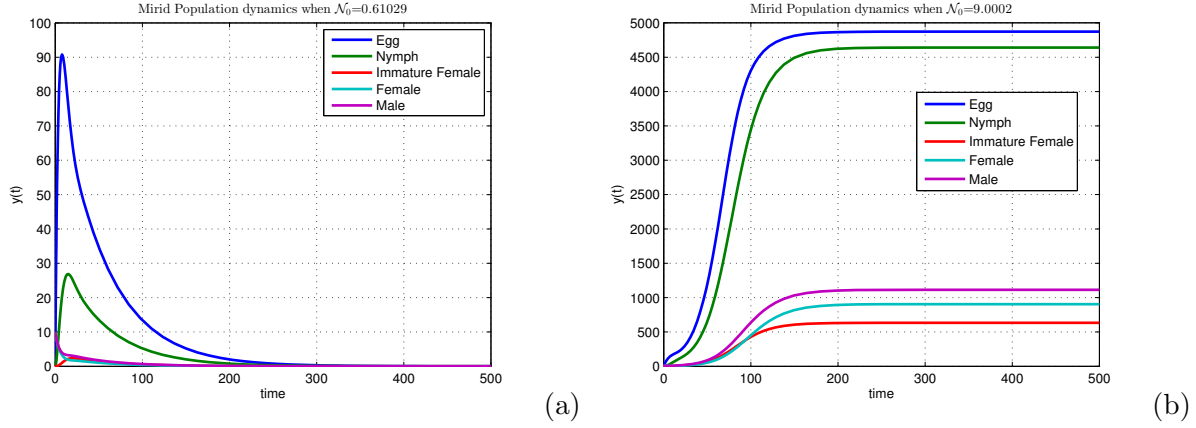 Mirid Population dynamics when 𝒩₀=0.61029
100
90
80
70
60
50
40
30
20
10
0
y(t)
0 100 200 300 400 500
time
Egg
Nymph
Immature Female
Female
Male
(a)
Mirid Population dynamics when 𝒩₀=9.0002
5000
4500
4000
3500
3000
2500
2000
1500
1000
500
0
y(t)
0 100 200 300 400 500
time
Egg
Nymph
Immature Female
Female
Male
(b)